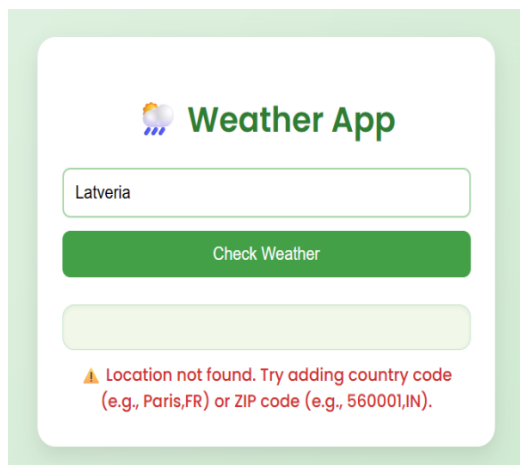 Weather App
Latveria
Check Weather
Location not found. Try adding country code
(e.g., Paris,FR) or ZIP code (e.g., 560001,IN).